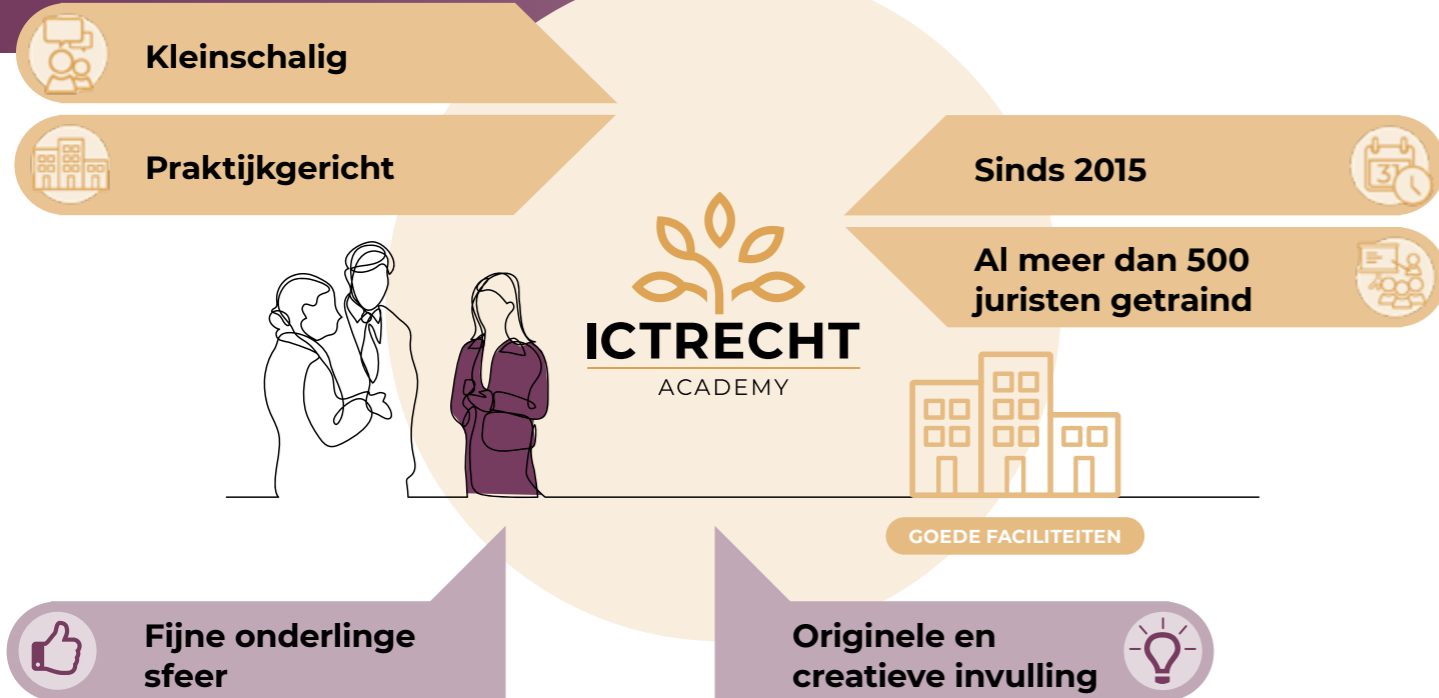 Kleinschalig
Praktijkgericht
Sinds 2015
31
Al meer dan 500
juristen getraind
ICTRECHT
ACADEMY
GOEDE FACILITEITEN
Fijne onderlinge
sfeer
Originele en
creatieve invulling